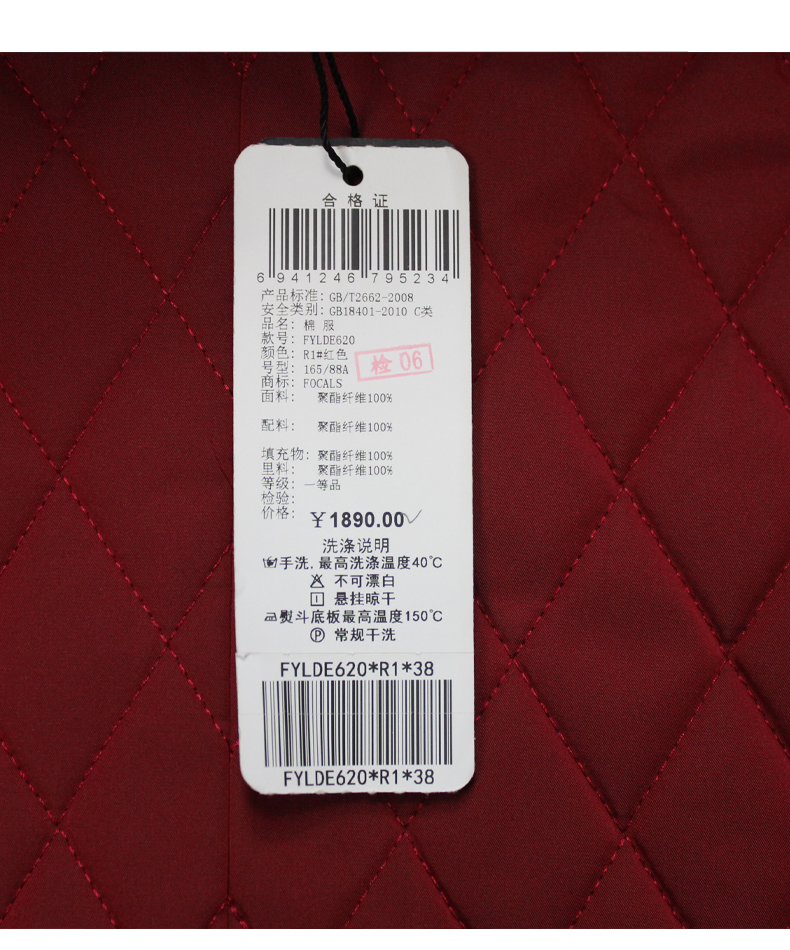 合格证
6 941246 795234
产品标准: GB/T2662-2008
安全类别: GB18401-2010 C类
品名: 棉 服
款号: FYLDE620
颜色: R1#红色
号型: 165/88A
商标: FOCALS
检 06
面料: 聚酯纤维100%
配料: 聚酯纤维100%
填充物: 聚酯纤维100%
里料: 聚酯纤维100%
等级: 一等品
检验:
价格: ¥1890.00
洗涤说明
手洗.最高洗涤温度40℃
不可漂白
悬挂晾干
熨斗底板最高温度150℃
Ⓟ 常规干洗
FYLDE620*R1*38
FYLDE620*R1*38